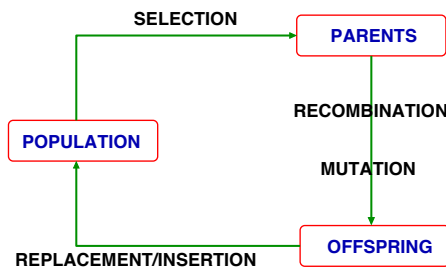 SELECTION
PARENTS
RECOMBINATION
POPULATION
MUTATION
OFFSPRING
REPLACEMENT/INSERTION